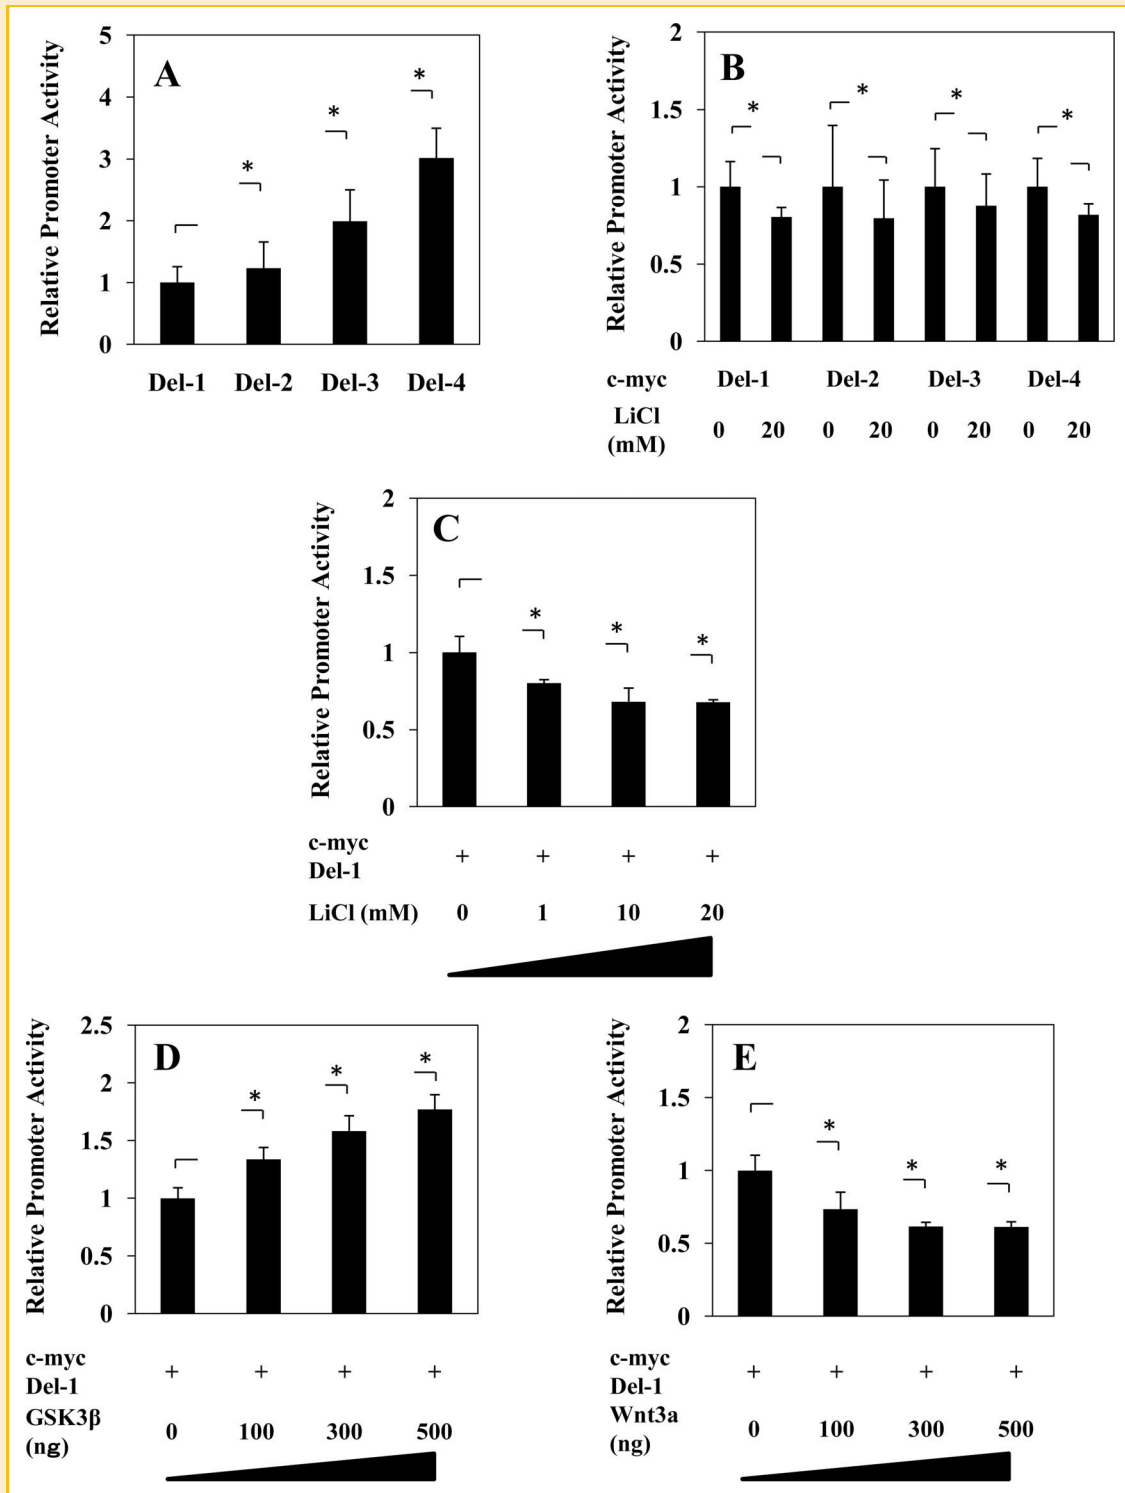 A
Relative Promoter Activity
5
4
3
2
1
0
* * *
Del-1 Del-2 Del-3 Del-4
B
Relative Promoter Activity
2
1.5
1
0.5
0
* * * *
c-myc Del-1 Del-2 Del-3 Del-4
LiCl
(mM) 0 20 0 20 0 20 0 20
C
Relative Promoter Activity
2
1.5
1
0.5
0
* * *
c-myc
Del-1 + + + +
LiCl (mM) 0 1 10 20
D
Relative Promoter Activity
2.5
2
1.5
1
0.5
0
* * *
c-myc
Del-1 + + + +
GSK3β
(ng) 0 100 300 500
E
Relative Promoter Activity
2
1.5
1
0.5
0
* * *
c-myc
Del-1 + + + +
Wnt3a
(ng) 0 100 300 500